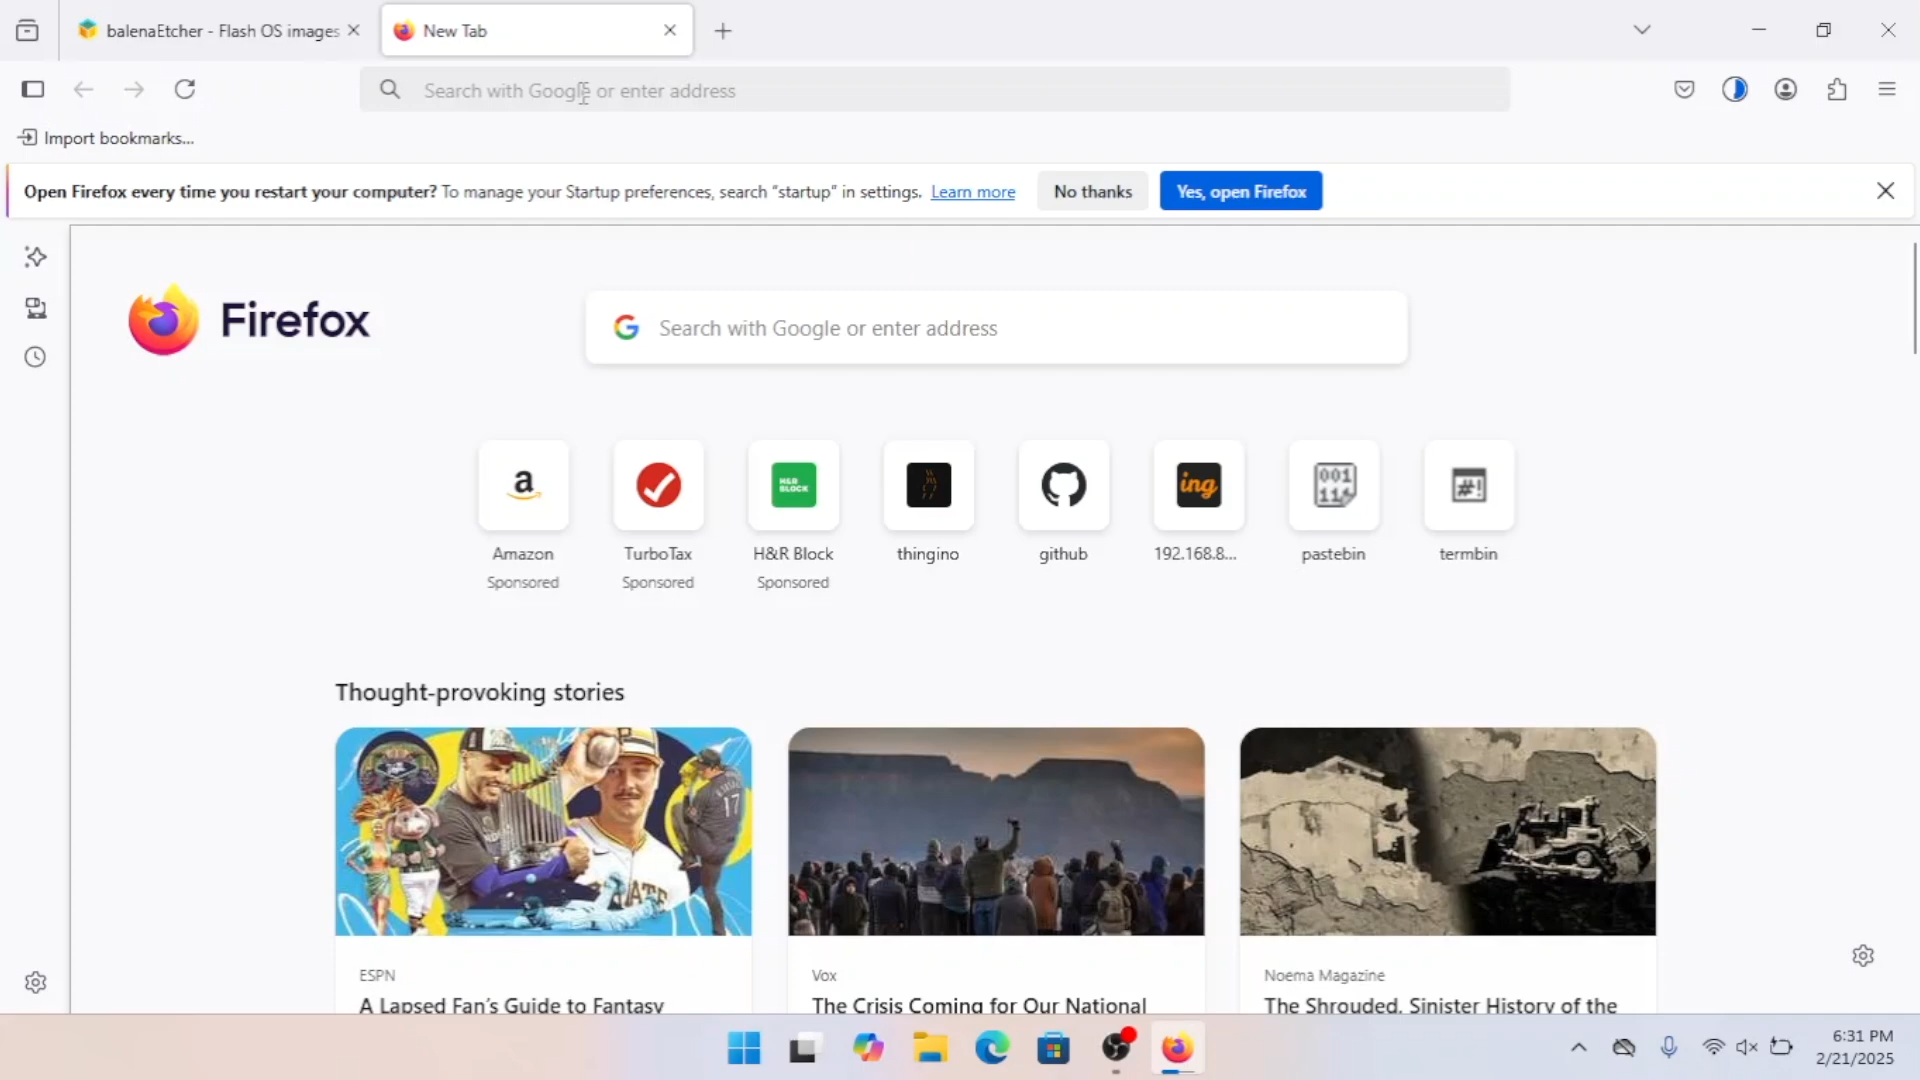 balenaEtcher - Flash OS images
New Tab
Search with Google or enter address
Import bookmarks...
Open Firefox every time you restart your computer? To manage your Startup preferences, search “startup” in settings. Learn more
No thanks
Yes, open Firefox
Firefox
Search with Google or enter address
a
H&R
BLOCK
ing
001
#!
Amazon
TurboTax
H&R Block
thingino
github
192.168.8...
pastebin
termbin
Sponsored
Sponsored
Sponsored
Thought-provoking stories
17
ESPN
Vox
Noema Magazine
A Lapsed Fan’s Guide to Fantasy
The Crisis Coming for Our National
The Shrouded, Sinister History of the
6:31 PM
2/21/2025